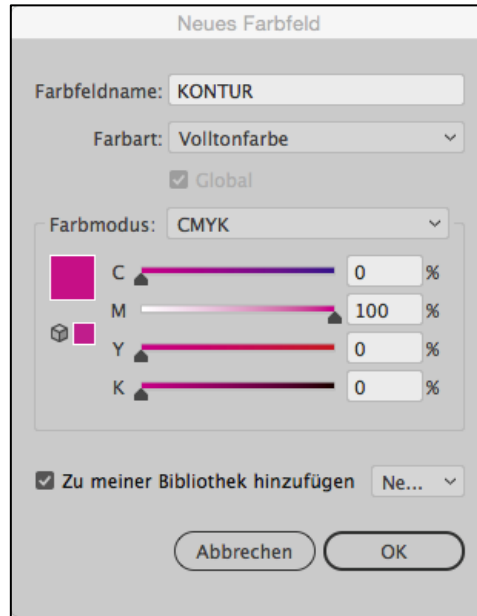 Neues Farbfeld
Farbfeldname: KONTUR
Farbart: Volltonfarbe
Global
Farbmodus: CMYK
C 0 %
M 100 %
Y 0 %
K 0 %
Zu meiner Bibliothek hinzufügen Ne...
Abbrechen OK